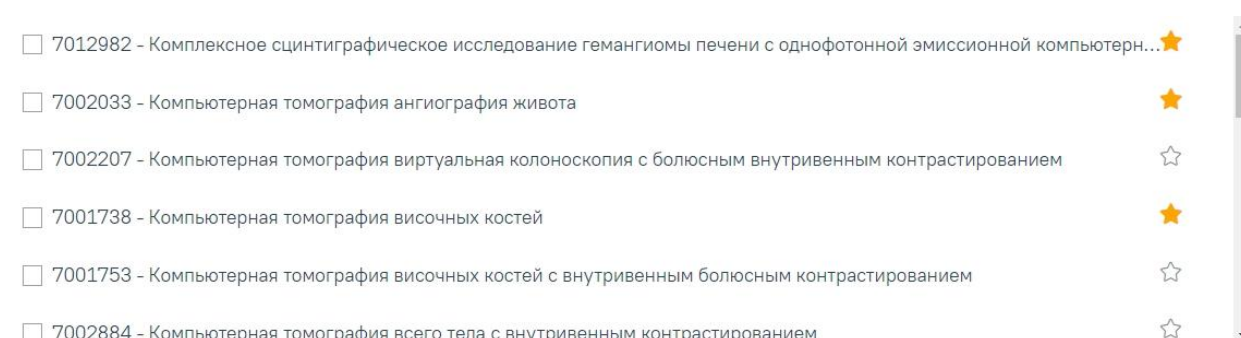 7012982 - Комплексное сцинтиграфическое исследование гемангиомы печени с однофотонной эмиссионной компьютерн...
7002033 - Компьютерная томография ангиография живота
7002207 - Компьютерная томография виртуальная колоноскопия с болюсным внутривенным контрастированием
7001738 - Компьютерная томография височных костей
7001753 - Компьютерная томография височных костей с внутривенным болюсным контрастированием
7002884 - Компьютерная томография всего тела с внутривенным контрастированием